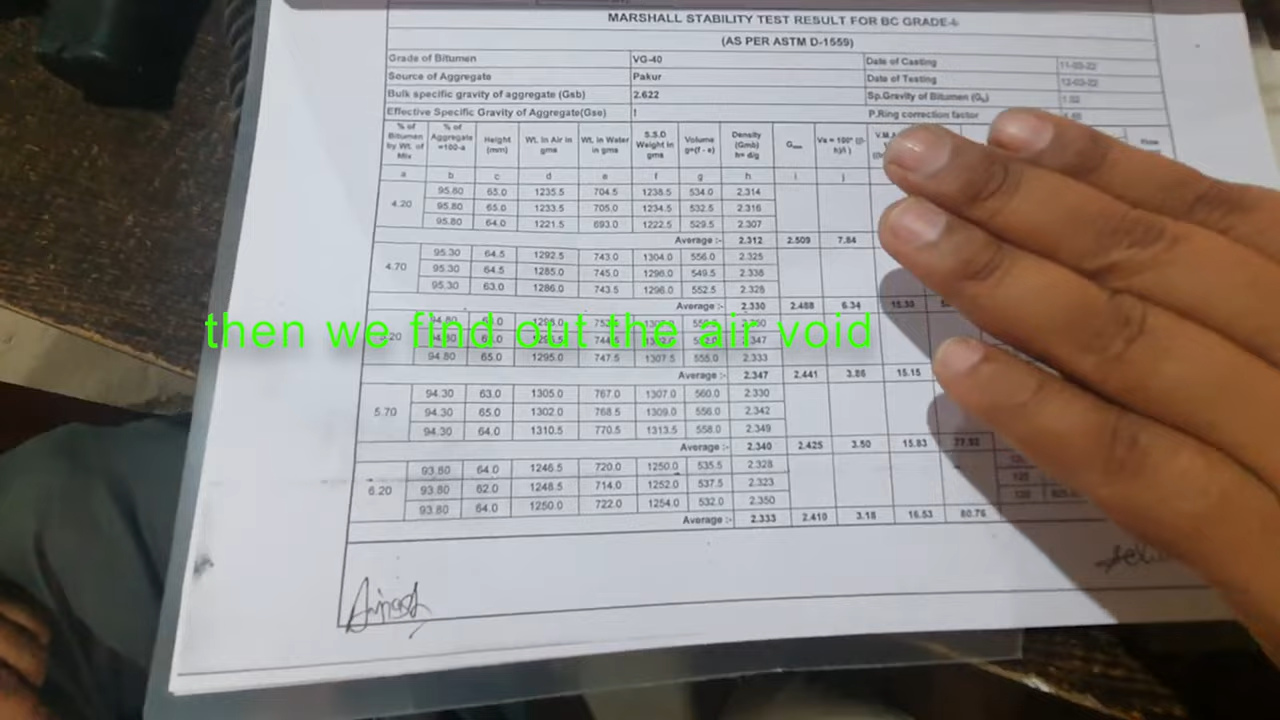 MARSHALL STABILITY TEST RESULT FOR BC GRADE-
(AS PER ASTM D-1559)
Grade of Bitumen VG-40 Date of Casting 11-03-22
Source of Aggregate Pakur Date of Testing 12-03-22
Bulk specific gravity of aggregate (Gsb) 2.622 Sp.Gravity of Bitumen (Gb)
Effective Specific Gravity of Aggregate(Gse) P.Ring correction factor
% of Bitumen by Wt. of Mix % of Aggregate =100-a Height (mm) Wt. In Air in gms Wt. in Water in gms S.S.D Weight in gms Volume g=(f - e) Density (Gmb) h= d/g Gmm Va = 100*
a b c d e f g h i j
4.20 95.80 65.0 1235.5 704.5 1238.5 534.0 2.314
95.80 65.0 1233.5 705.0 1234.5 532.5 2.316
95.80 64.0 1221.5 693.0 1222.5 529.5 2.307
Average :- 2.312 2.509 7.84
4.70 95.30 64.5 1292.5 743.0 1304.0 556.0 2.325
95.30 64.5 1285.0 745.0 1296.0 549.5 2.338
95.30 63.0 1286.0 743.5 1296.0 552.5 2.328
Average :- 2.330 2.488 6.34
then we find out the air void
94.80 65.0 1295.0 747.5 1307.5 555.0 2.333
Average :- 2.347 2.441 3.86 15.15
5.70 94.30 63.0 1305.0 767.0 1307.0 560.0 2.330
94.30 65.0 1302.0 768.5 1309.0 556.0 2.342
94.30 64.0 1310.5 770.5 1313.5 558.0 2.349
Average :- 2.340 2.425 3.50 15.83 77.92
6.20 93.80 64.0 1246.5 720.0 1250.0 535.5 2.328
93.80 62.0 1248.5 714.0 1252.0 537.5 2.323
93.80 64.0 1250.0 722.0 1254.0 532.0 2.350
Average :- 2.333 2.410 3.18 16.53 80.76